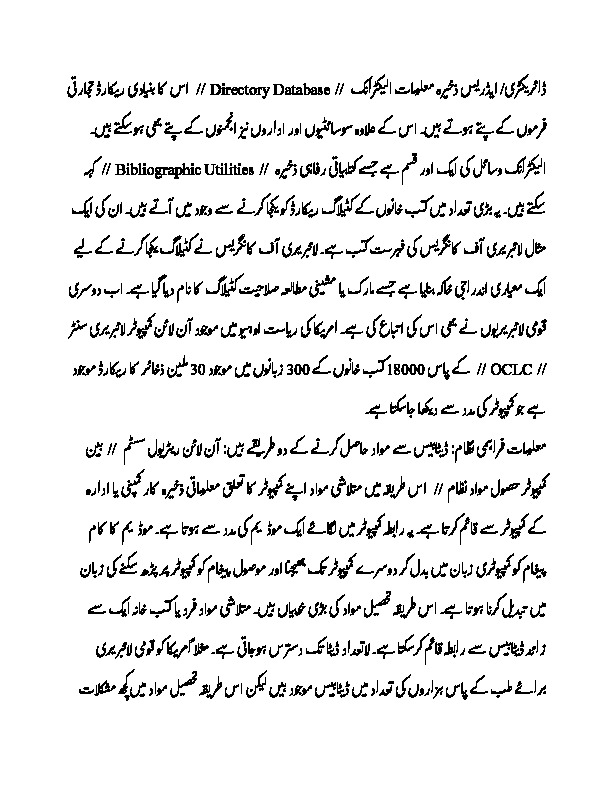 ڈائریکٹری/ ایڈریس ذخیرہ معلومات الیکٹرانک // Directory Database // اس کا بنیادی ریکارڈ تجارتی
فرموں کے پتے ہوتے ہیں۔ اس کے علاوہ سوسائٹیوں اور اداروں نیز انجمنوں کے پتے بھی ہوسکتے ہیں۔
الیکٹرانک وسائل کی ایک اور قسم ہے جسے کتابیاتی رفاہی ذخیرہ // Bibliographic Utilities // کہہ
سکتے ہیں۔ یہ بڑی تعداد میں کتب خانوں کے کٹیلاگ ریکارڈ کو یکجا کرنے سے وجود میں آتے ہیں۔ ان کی ایک
مثال لائبریری آف کانگریس کی فہرست کتب ہے۔ لائبریری آف کانگریس نے کٹیلاگ یکجا کرنے کے لیے
ایک معیاری اندراجی خاکہ بنایا ہے جسے مارک یا مشینی مطالعہ صلاحیت کٹیلاگ کا نام دیا گیا ہے۔ اب دوسری
قومی لائبریریوں نے بھی اس کی اتباع کی ہے۔ امریکا کی ریاست اوہیو میں موجود آن لائن کمپیوٹر لائبریری سنٹر
// OCLC // کے پاس 18000 کتب خانوں کے 300 زبانوں میں موجود 30 ملین ذخائر کا ریکارڈ موجود
ہے جو کمپیوٹر کی مدد سے دیکھا جاسکتا ہے۔
معلومات فراہمی نظام: ڈیٹابیس سے مواد حاصل کرنے کے دو طریقے ہیں: آن لائن ریٹریول سسٹم // بین
کمپیوٹر حصول مواد نظام // اس طریقہ میں متلاشی مواد اپنے کمپیوٹر کا تعلق معلوماتی ذخیرہ کار کمپنی یا ادارہ
کے کمپیوٹر سے قائم کرتا ہے۔ یہ رابطہ کمپیوٹر میں لگائے ایک موڈیم کی مدد سے ہوتا ہے۔ موڈیم کا کام
پیغام کو کمپیوٹری زبان میں بدل کر دوسرے کمپیوٹر تک بھیجنا اور موصول پیغام کو کمپیوٹر پر پڑھ سکنے کی زبان
میں تبدیل کرنا ہوتا ہے۔ اس طریقہ تحصیل مواد کی بڑی خوبیاں ہیں۔ متلاشی مواد فرد یا کتب خانہ ایک سے
زائد ڈیٹابیس سے رابطہ قائم کرسکتا ہے۔ لاتعداد ڈیٹا تک دسترس ہوجاتی ہے۔ مثلاً امریکا کو قومی لائبریری
برائے طب کے پاس ہزاروں کی تعداد میں ڈیٹابیس موجود ہیں لیکن اس طریقہ تحصیل مواد میں کچھ مشکلات